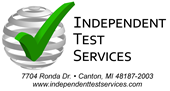 INDEPENDENT
TEST
SERVICES
7704 Ronda Dr. • Canton, MI 48187-2003
www.independenttestservices.com